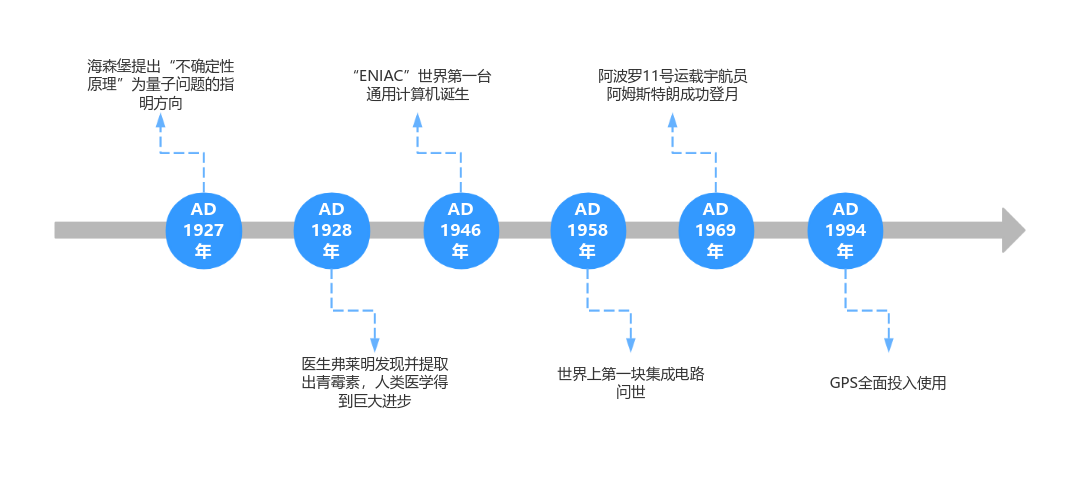 海森堡提出“不确定性
原理”为量子问题的指
明方向
“ENIAC”世界第一台
通用计算机诞生
阿波罗11号运载宇航员
阿姆斯特朗成功登月
AD
1927
年
AD
1928
年
AD
1946
年
AD
1958
年
AD
1969
年
AD
1994
年
医生弗莱明发现并提取
出青霉素，人类医学得
到巨大进步
世界上第一块集成电路
问世
GPS全面投入使用